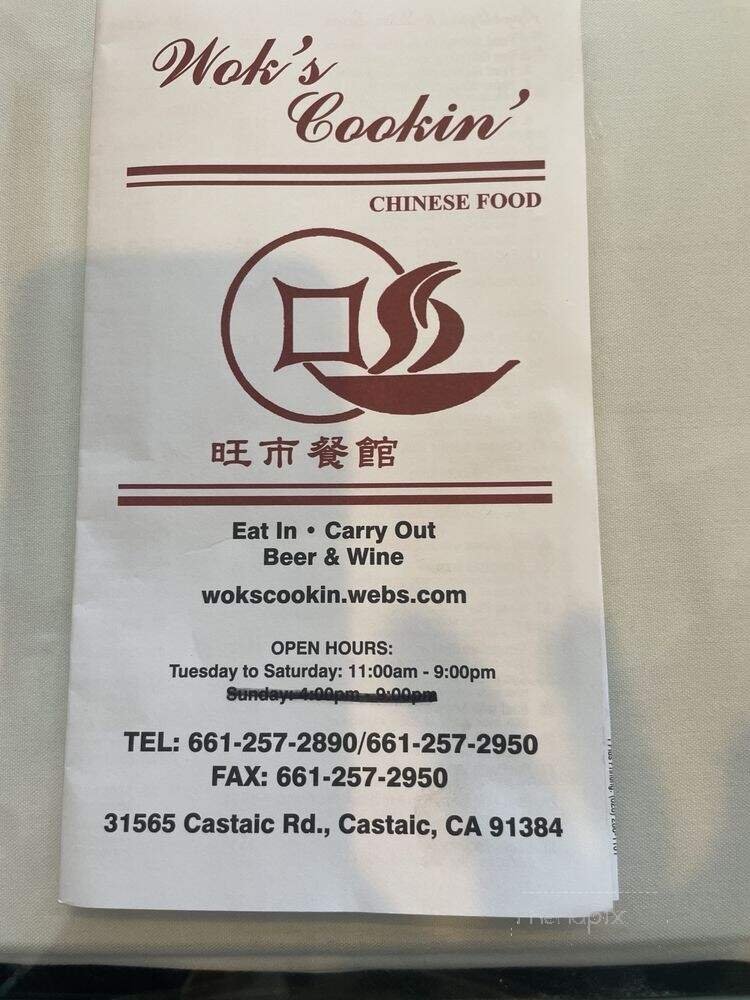 Wok's
Cookin'
CHINESE FOOD
旺市餐館
Eat In • Carry Out
Beer & Wine
wokscookin.webs.com
OPEN HOURS:
Tuesday to Saturday: 11:00am - 9:00pm
Sunday: 4:00pm - 9:00pm
TEL: 661-257-2890/661-257-2950
FAX: 661-257-2950
31565 Castaic Rd., Castaic, CA 91384
menupix